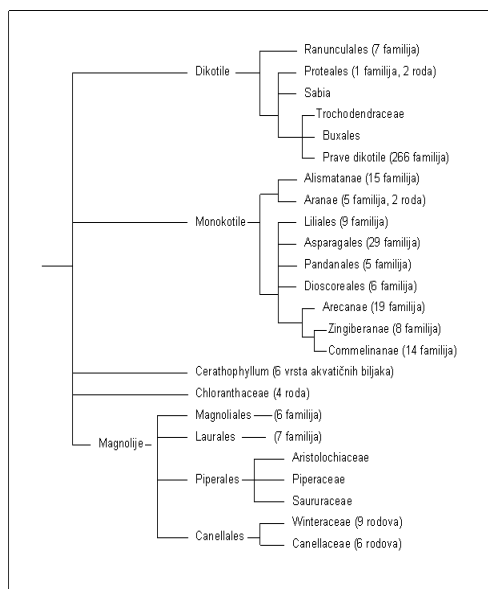 Ranunculales (7 familija)
Dikotile
Proteales (1 familija, 2 roda)
Sabia
Trochodendraceae
Buxales
Prave dikotile (266 familija)
Alismatanae (15 familija)
Aranae (5 familija, 2 roda)
Monokotile
Liliales (9 familija)
Asparagales (29 familija)
Pandanales (5 familija)
Dioscoreales (6 familija)
Arecanae (19 familija)
Zingiberanae (8 familija)
Commelinanae (14 familija)
Cerathophyllum (6 vrsta akvatičnih biljaka)
Chloranthaceae (4 roda)
Magnoliales (6 familija)
Magnolije
Laurales (7 familija)
Aristolochiaceae
Piperales
Piperaceae
Saururaceae
Winteraceae (9 rodova)
Canellales
Canellaceae (6 rodova)